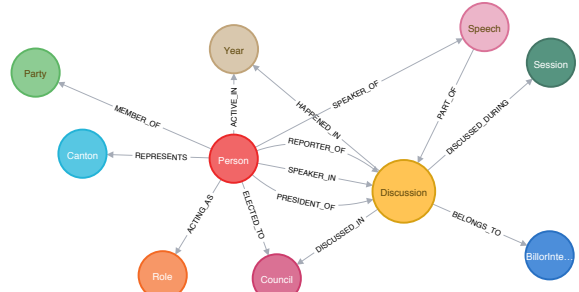 Speech
Year
Session
Party
SPEAKER_OF
ACTIVE_IN
HAPPENED_IN
PART_OF
DISCUSSED_DURING
MEMBER_OF
Canton
REPRESENTS
Person
REPORTER_OF
SPEAKER_IN
PRESIDENT_OF
Discussion
ACTING_AS
ELECTED_TO
DISCUSSED_IN
BELONGS_TO
BillorInte...
Role
Council